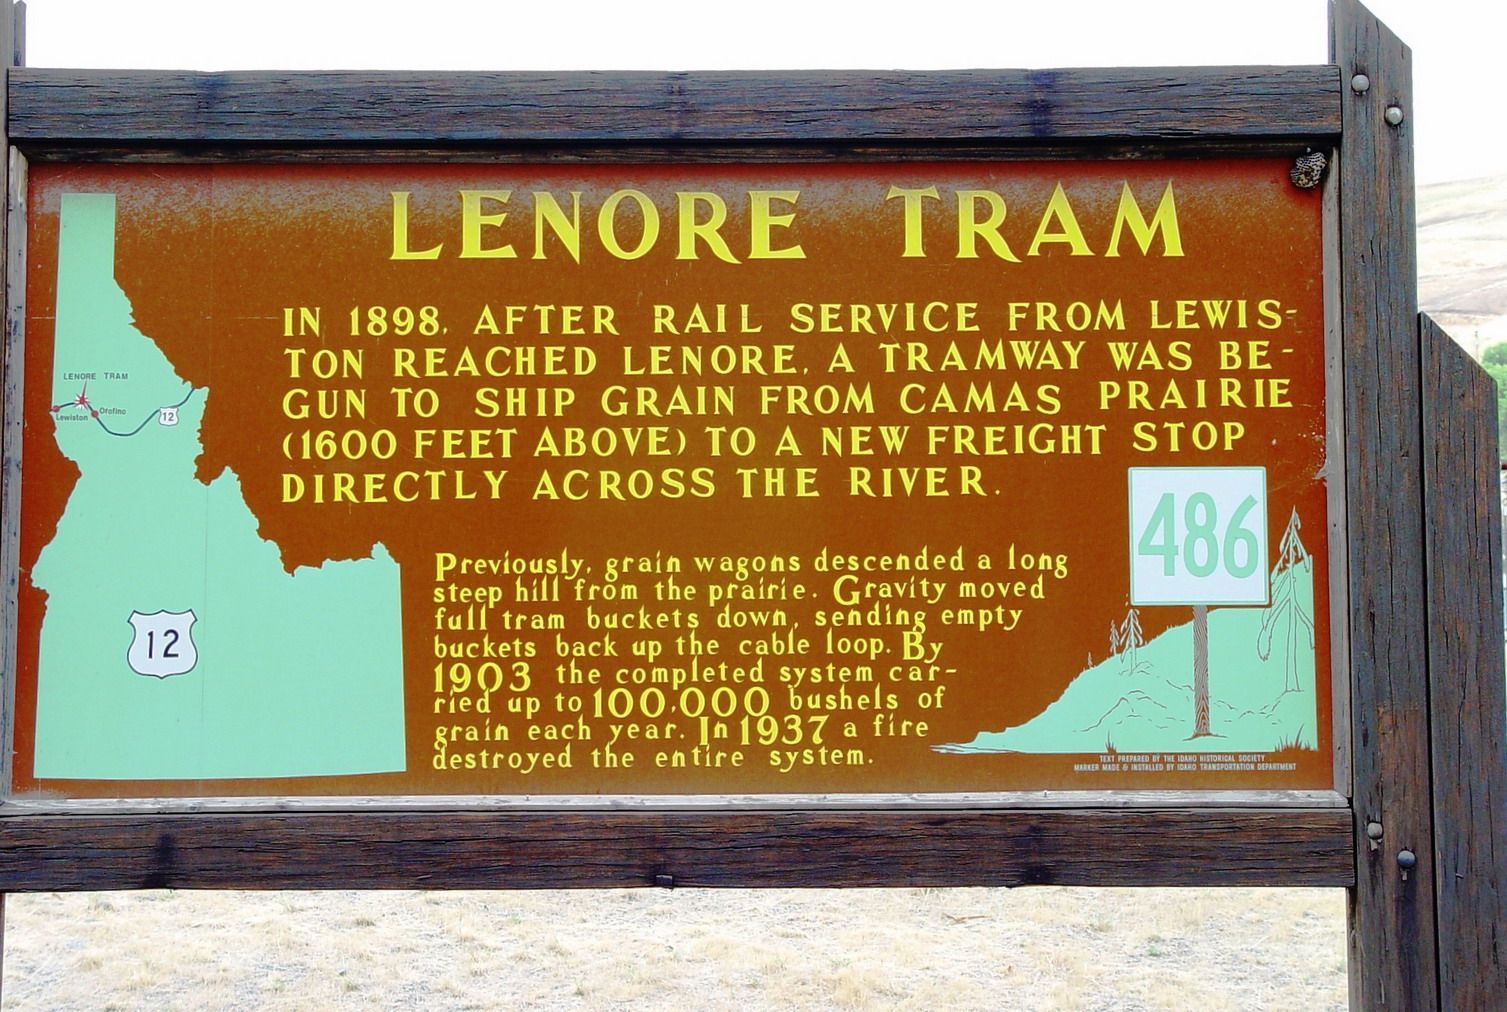 LENORE TRAM
IN 1898, AFTER RAIL SERVICE FROM LEWIS-
TON REACHED LENORE, A TRAMWAY WAS BE-
GUN TO SHIP GRAIN FROM CAMAS PRAIRIE
(1600 FEET ABOVE) TO A NEW FREIGHT STOP
DIRECTLY ACROSS THE RIVER.
Previously, grain wagons descended a long
steep hill from the prairie. Gravity moved
full tram buckets down, sending empty
buckets back up the cable loop. By
1903 the completed system car-
ried up to 100,000 bushels of
grain each year. In 1937 a fire
destroyed the entire system.
LENORE TRAM
Lewiston
Orofino
12
12
486
TEXT PREPARED BY THE IDAHO HISTORICAL SOCIETY
MARKER MADE & INSTALLED BY IDAHO TRANSPORTATION DEPARTMENT